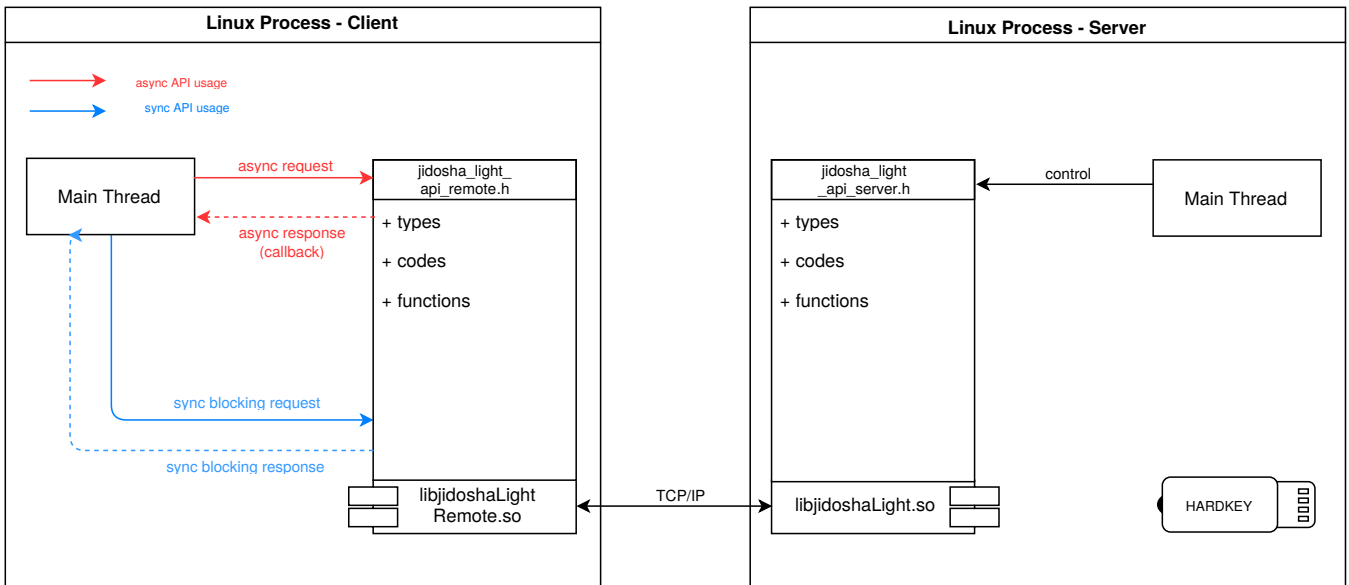 Linux Process - Client
async API usage
sync API usage
Main Thread
async request
async response
(callback)
sync blocking request
sync blocking response
jidosha_light_
api_remote.h
+ types
+ codes
+ functions
libjidoshaLight
Remote.so
TCP/IP
Linux Process - Server
jidosha_light
_api_server.h
+ types
+ codes
+ functions
libjidoshaLight.so
control
Main Thread
HARDKEY